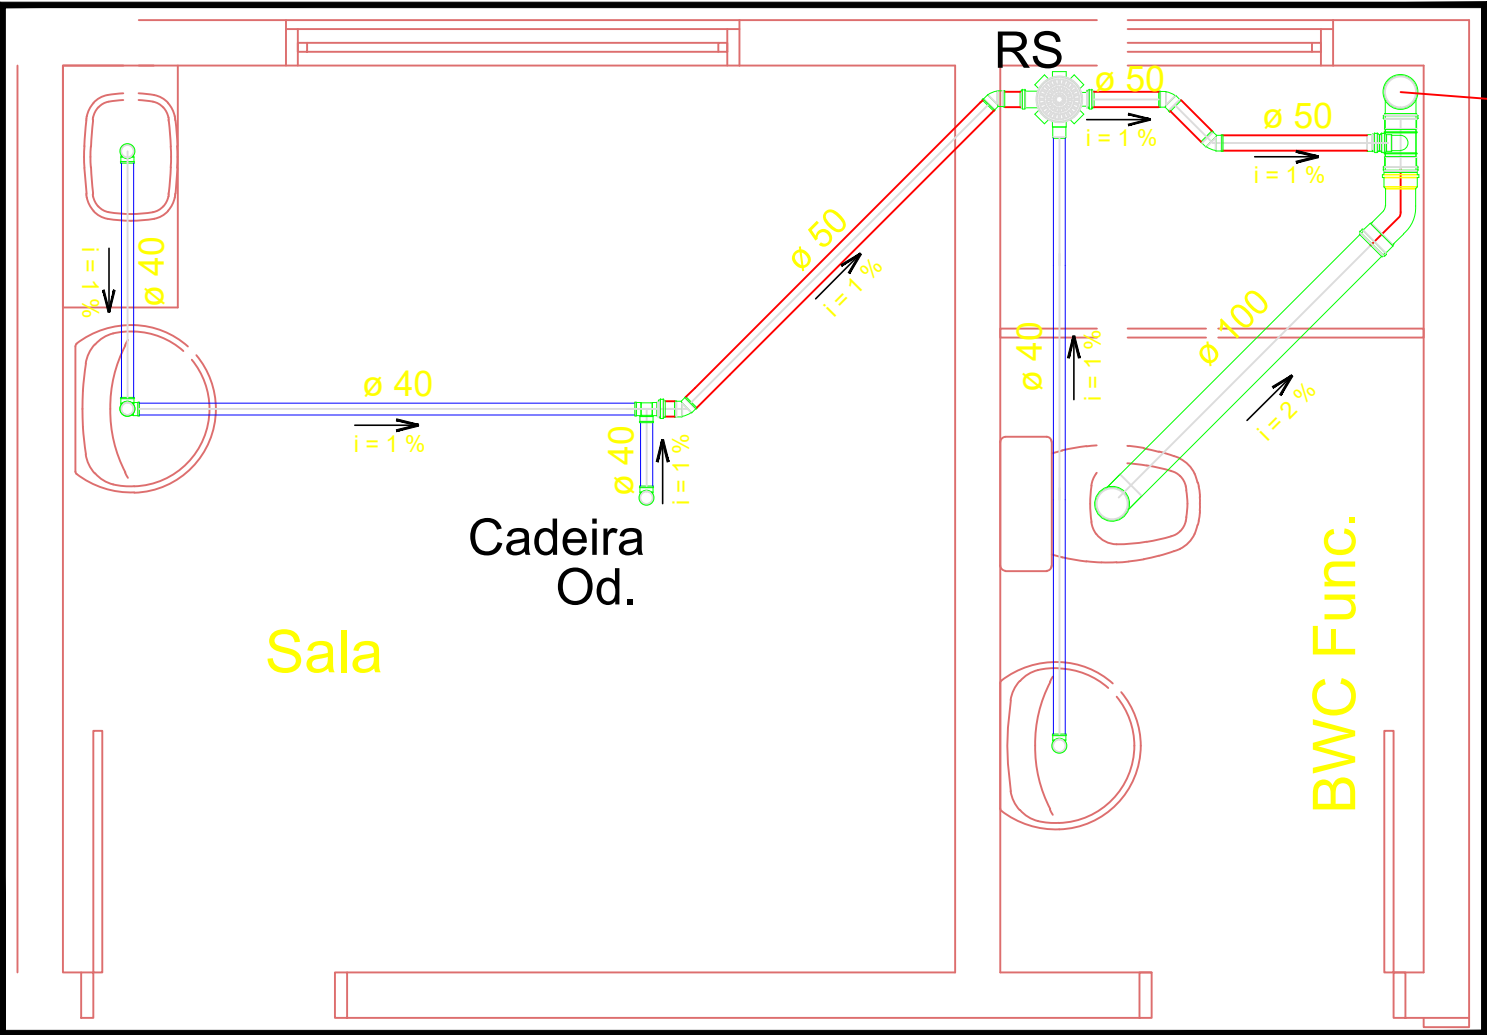 RS
ø 50
i = 1 %
ø 50
i = 1 %
ø 40
i = 1 %
ø 50
i = 1 %
ø 40
i = 1 %
ø 40
i = 1 %
ø 40
i = 1 %
ø 100
i = 2 %
Cadeira
Od.
Sala
BWC Func.